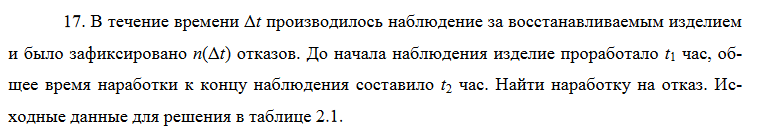 17. В течение времени Δt производилось наблюдение за восстанавливаемым изделием
и было зафиксировано n(Δt) отказов. До начала наблюдения изделие проработало t₁ час, об-
щее время наработки к концу наблюдения составило t₂ час. Найти наработку на отказ. Ис-
ходные данные для решения в таблице 2.1.